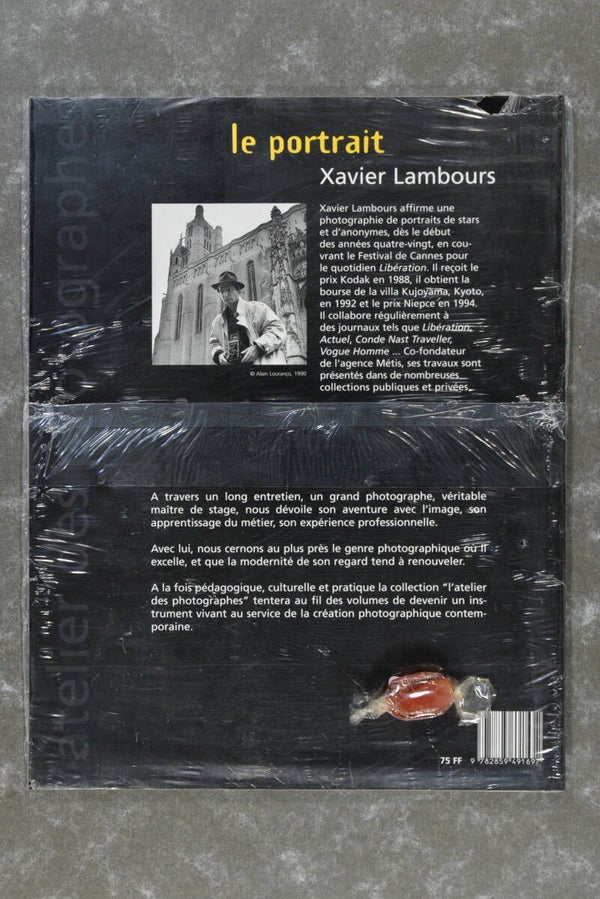 le portrait
Xavier Lambours
Xavier Lambours affirme une
photographie de portraits de stars
et d'anonymes, dès le début
des années quatre-vingt, en cou-
vrant le Festival de Cannes pour
le quotidien Libération. Il reçoit le
prix Kodak en 1988, il obtient la
bourse de la villa Kujoyama, Kyoto,
en 1992 et le prix Niepce en 1994.
Il collabore régulièrement à
des journaux tels que Libération,
Actuel, Conde Nast Traveller,
Vogue Homme ... Co-fondateur
de l'agence Métis, ses travaux sont
présentés dans de nombreuses
collections publiques et privées.
© Alain Louranço, 1990
A travers un long entretien, un grand photographe, véritable
maître de stage, nous dévoile son aventure avec l'image, son
apprentissage du métier, son expérience professionnelle.
Avec lui, nous cernons au plus près le genre photographique où il
excelle, et que la modernité de son regard tend à renouveler.
A la fois pédagogique, culturelle et pratique la collection "l'atelier
des photographes" tentera au fil des volumes de devenir un ins-
trument vivant au service de la création photographique contem-
poraine.
75 FF
9 782859 491697
atelier des photographes